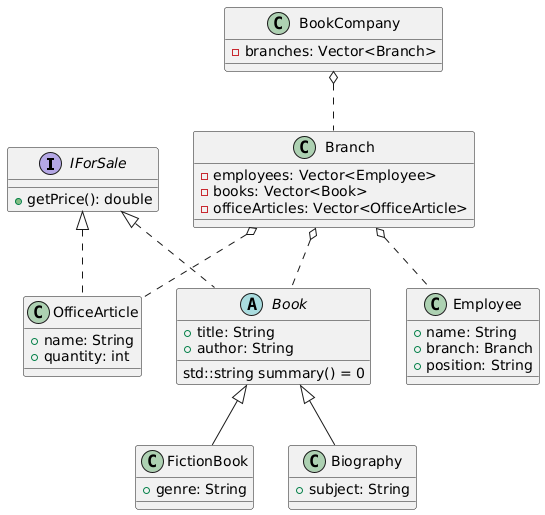 C BookCompany
branches: Vector<Branch>
I IForSale
getPrice(): double
C Branch
employees: Vector<Employee>
books: Vector<Book>
officeArticles: Vector<OfficeArticle>
C OfficeArticle
name: String
quantity: int
A Book
title: String
author: String
std::string summary() = 0
C Employee
name: String
branch: Branch
position: String
C FictionBook
genre: String
C Biography
subject: String